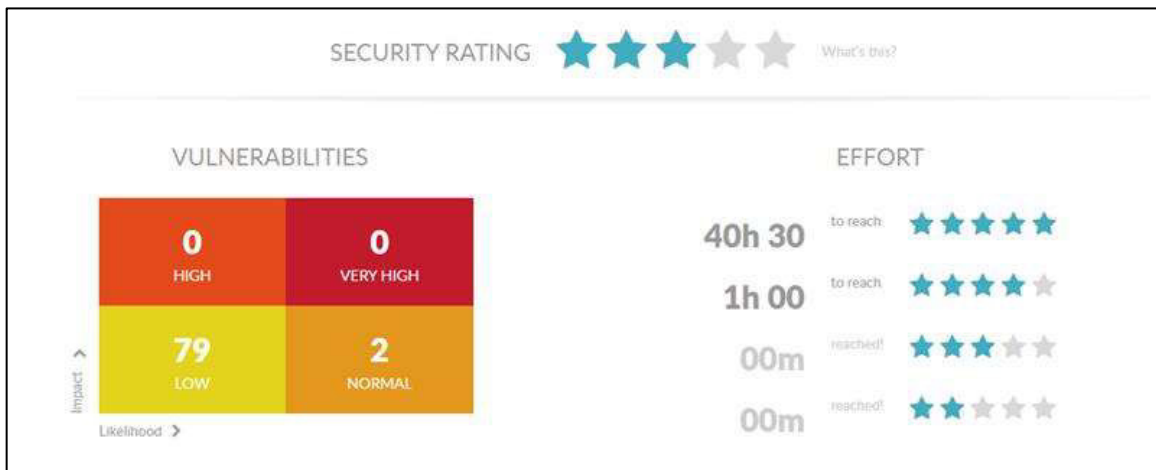 SECURITY RATING What's this?
VULNERABILITIES
0
HIGH
0
VERY HIGH
79
LOW
2
NORMAL
Impact
Likelihood
EFFORT
40h 30 to reach
1h 00 to reach
00m reached!
00m reached!